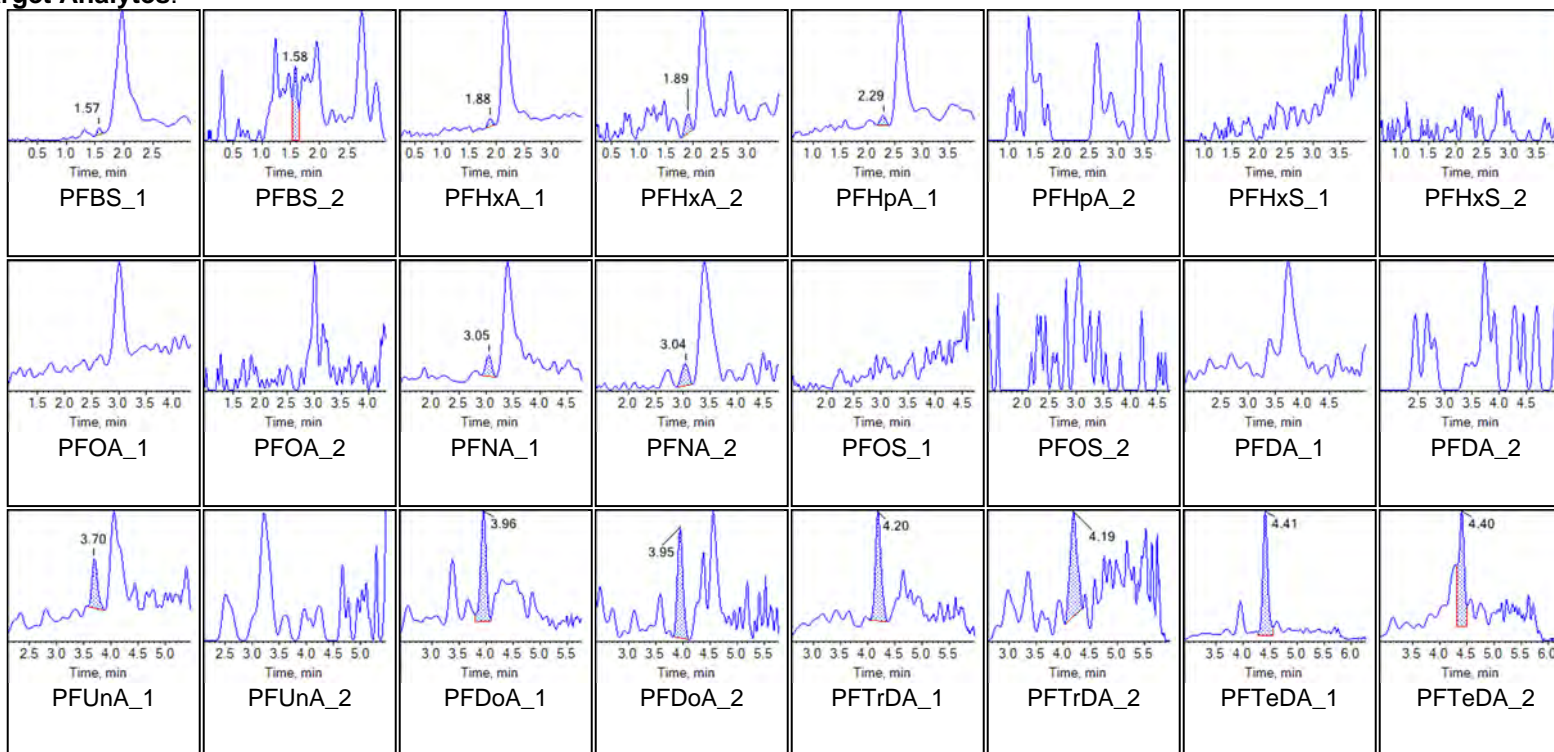 arget Analytes:
1.57
0.5 1.0 1.5 2.0 2.5
Time, min
PFBS_1
1.58
0.5 1.0 1.5 2.0 2.5
Time, min
PFBS_2
1.88
0.5 1.0 1.5 2.0 2.5 3.0
Time, min
PFHxA_1
1.89
0.5 1.0 1.5 2.0 2.5 3.0
Time, min
PFHxA_2
2.29
1.0 1.5 2.0 2.5 3.0 3.5
Time, min
PFHpA_1
1.0 1.5 2.0 2.5 3.0 3.5
Time, min
PFHpA_2
1.0 1.5 2.0 2.5 3.0 3.5
Time, min
PFHxS_1
1.0 1.5 2.0 2.5 3.0 3.5
Time, min
PFHxS_2
1.5 2.0 2.5 3.0 3.5 4.0
Time, min
PFOA_1
1.5 2.0 2.5 3.0 3.5 4.0
Time, min
PFOA_2
3.05
2.0 2.5 3.0 3.5 4.0 4.5
Time, min
PFNA_1
3.04
2.0 2.5 3.0 3.5 4.0 4.5
Time, min
PFNA_2
2.0 2.5 3.0 3.5 4.0 4.5
Time, min
PFOS_1
2.0 2.5 3.0 3.5 4.0 4.5
Time, min
PFOS_2
2.5 3.0 3.5 4.0 4.5
Time, min
PFDA_1
2.5 3.0 3.5 4.0 4.5 5.0
Time, min
PFDA_2
3.70
2.5 3.0 3.5 4.0 4.5 5.0
Time, min
PFUnA_1
2.5 3.0 3.5 4.0 4.5 5.0
Time, min
PFUnA_2
3.96
3.0 3.5 4.0 4.5 5.0 5.5
Time, min
PFDoA_1
3.95
3.0 3.5 4.0 4.5 5.0 5.5
Time, min
PFDoA_2
4.20
3.0 3.5 4.0 4.5 5.0 5.5
Time, min
PFTrDA_1
4.19
3.0 3.5 4.0 4.5 5.0 5.5
Time, min
PFTrDA_2
4.41
3.5 4.0 4.5 5.0 5.5 6.0
Time, min
PFTeDA_1
4.40
3.5 4.0 4.5 5.0 5.5 6.0
Time, min
PFTeDA_2